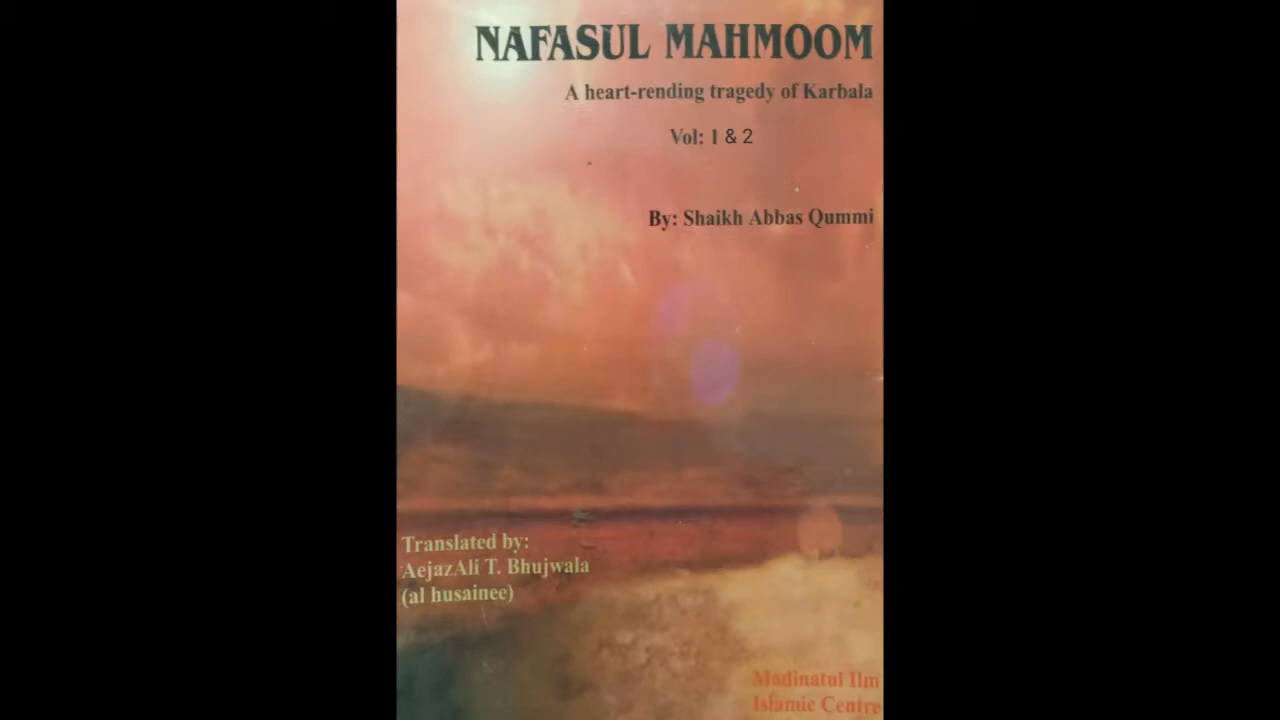 NAFASUL MAHMOOM
A heart-rending tragedy of Karbala
Vol: 1 & 2
By: Shaikh Abbas Qummi
Translated by:
AejazAli T. Bhujwala
(al husainee)
Madinatul Ilm
Islamic Centre